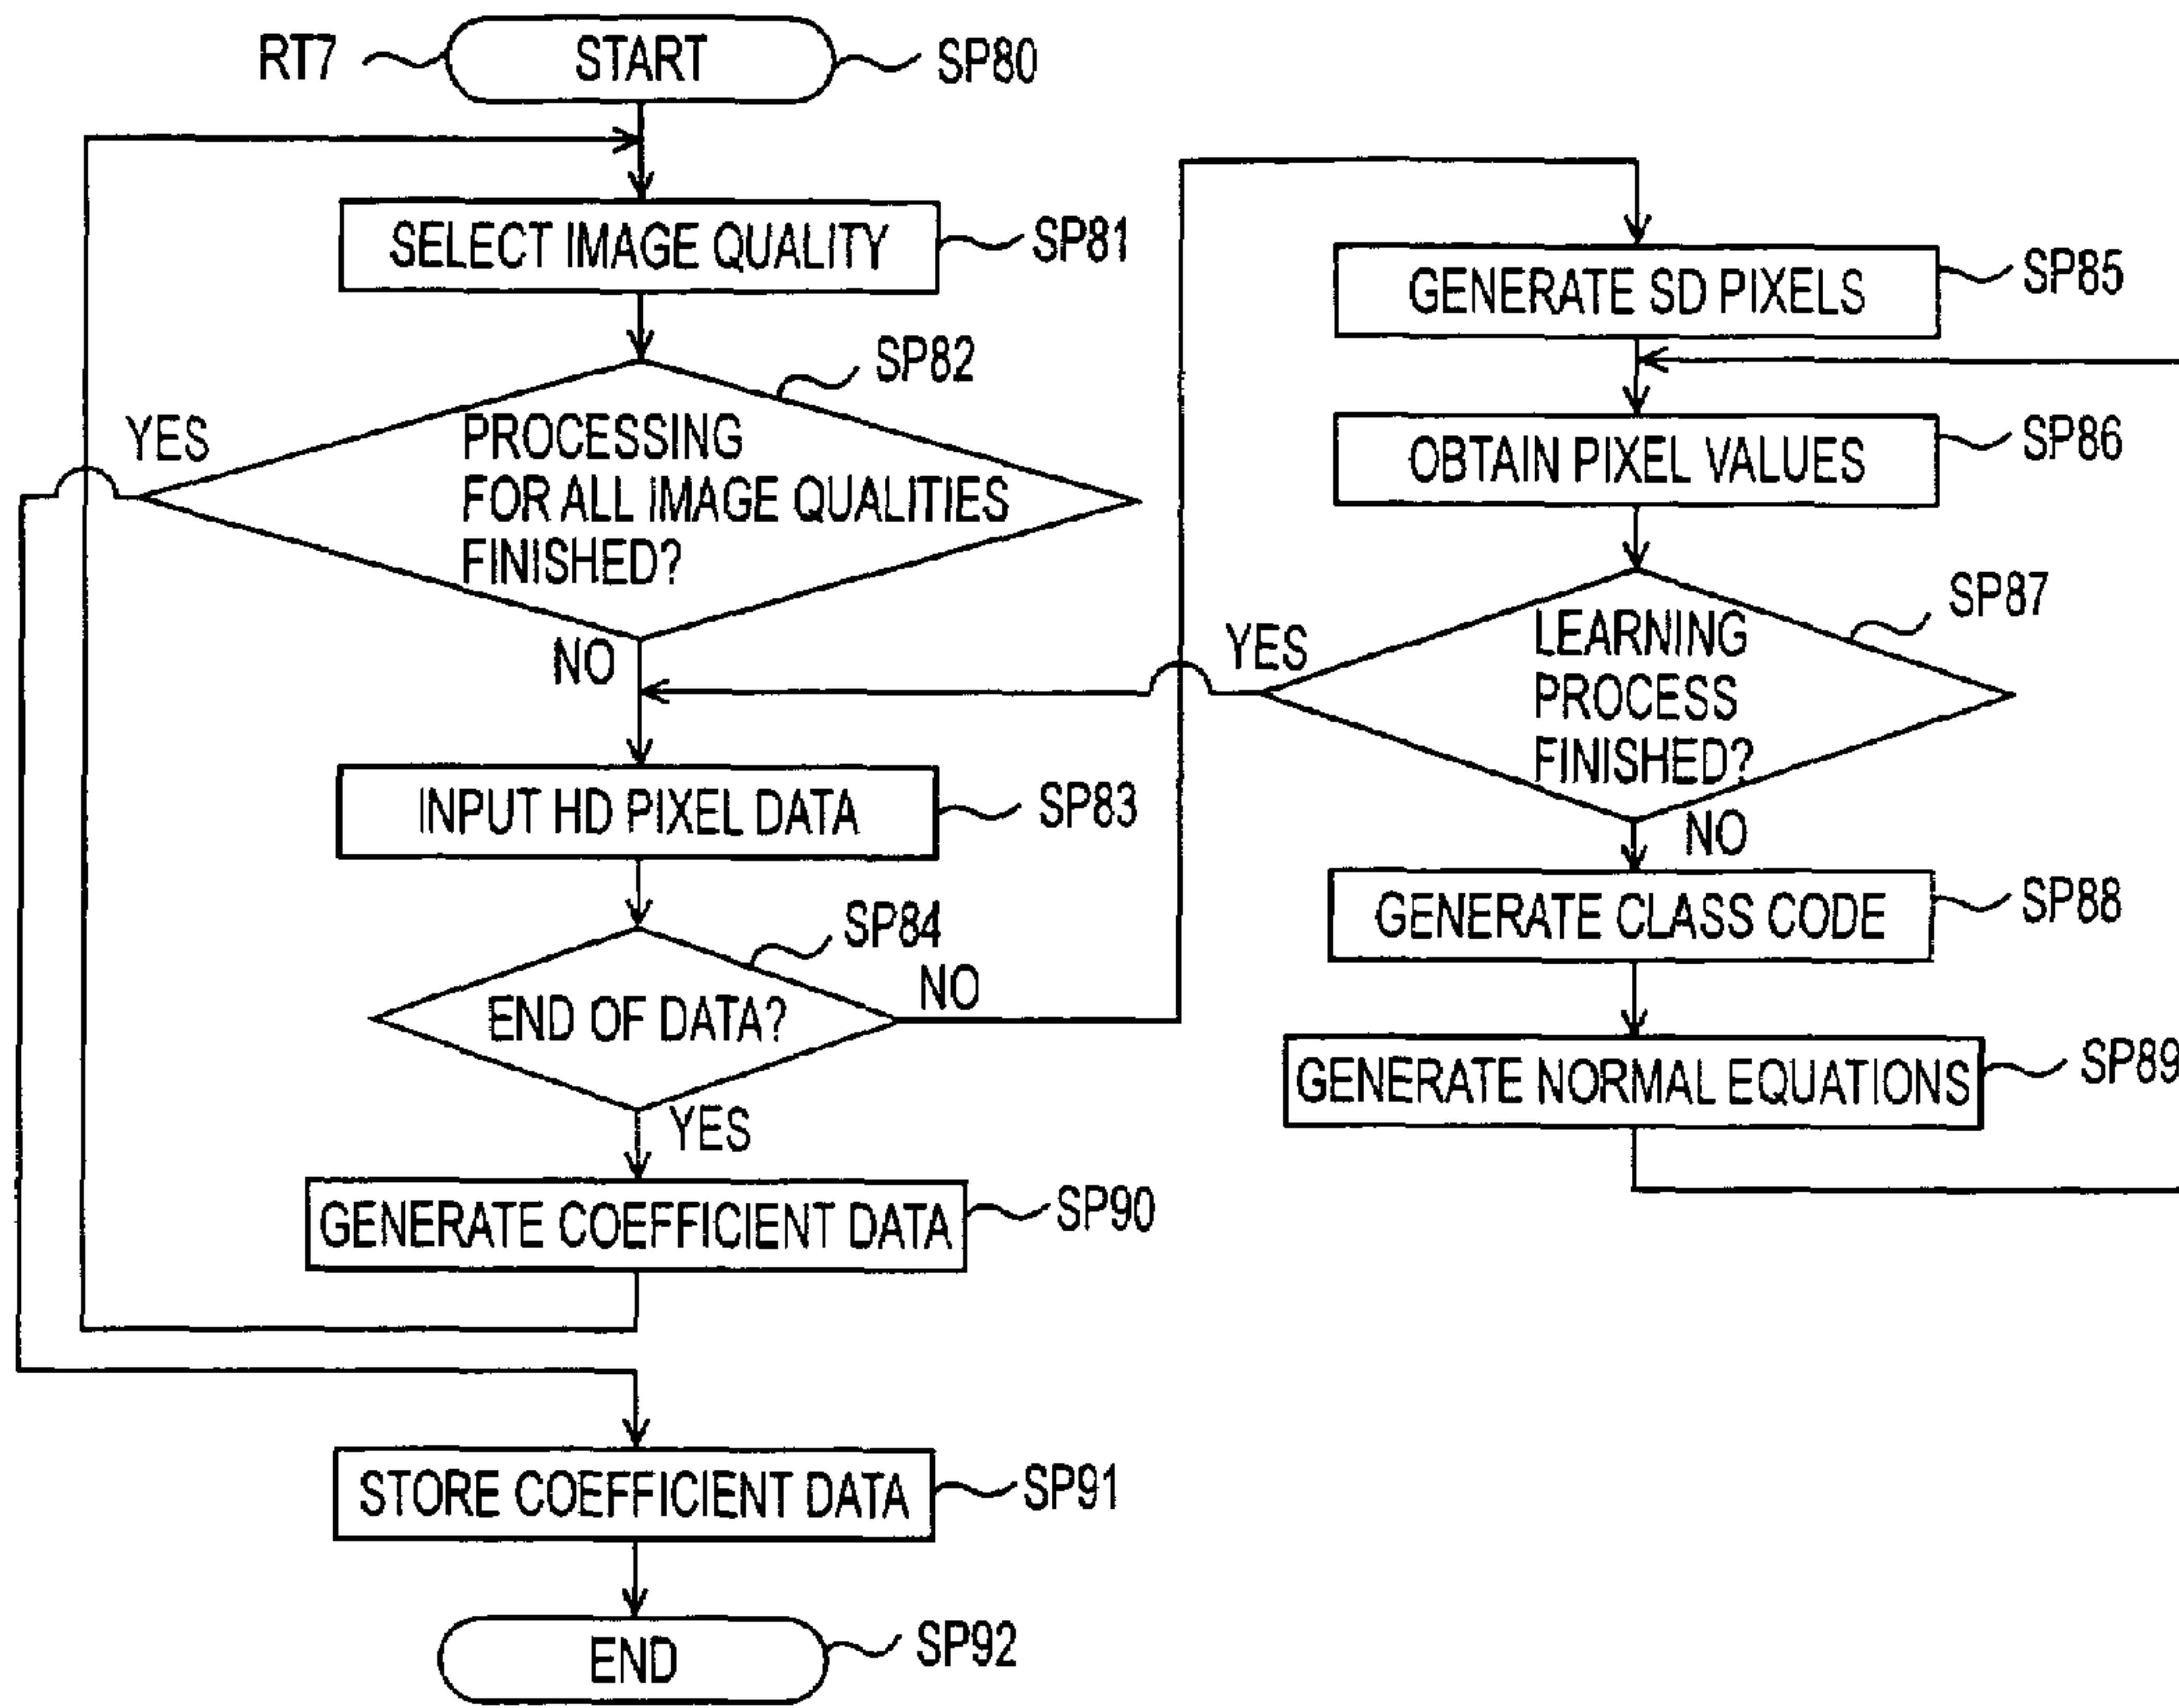 RT7
START
SP80
SELECT IMAGE QUALITY
SP81
SP82
YES
PROCESSING
FOR ALL IMAGE QUALITIES
FINISHED?
NO
INPUT HD PIXEL DATA
SP83
SP84
END OF DATA?
NO
YES
GENERATE COEFFICIENT DATA
SP90
STORE COEFFICIENT DATA
SP91
END
SP92
GENERATE SD PIXELS
SP85
OBTAIN PIXEL VALUES
SP86
SP87
YES
LEARNING
PROCESS
FINISHED?
NO
GENERATE CLASS CODE
SP88
GENERATE NORMAL EQUATIONS
SP89